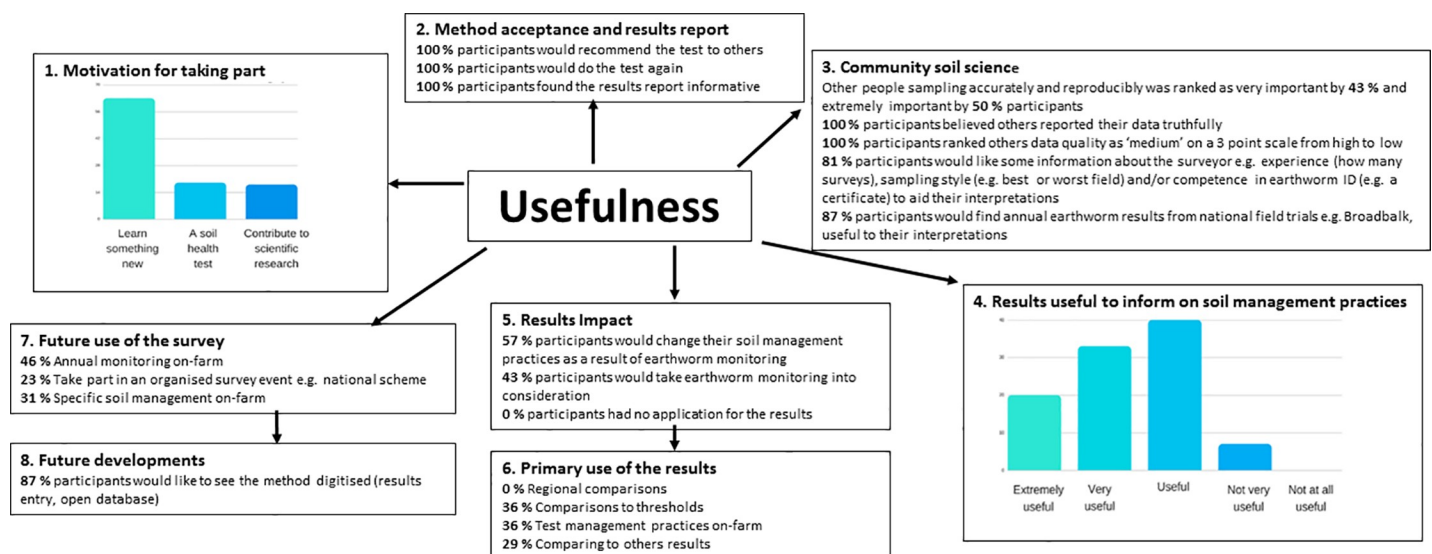 2. Method acceptance and results report
100 % participants would recommend the test to others
100 % participants would do the test again
100 % participants found the results report informative
1. Motivation for taking part
Learn
something
new
A soil
health
test
Contribute to
scientific
research
3. Community soil science
Other people sampling accurately and reproducibly was ranked as very important by 43 % and
extremely important by 50 % participants
100 % participants believed others reported their data truthfully
100 % participants ranked others data quality as 'medium' on a 3 point scale from high to low
81 % participants would like some information about the surveyor e.g. experience (how many
surveys), sampling style (e.g. best or worst field) and/or competence in earthworm ID (e.g. a
certificate) to aid their interpretations
87 % participants would find annual earthworm results from national field trials e.g. Broadbalk,
useful to their interpretations
Usefulness
4. Results useful to inform on soil management practices
Extremely
useful
Very
useful
Useful
Not very
useful
Not at all
useful
5. Results Impact
57 % participants would change their soil management
practices as a result of earthworm monitoring
43 % participants would take earthworm monitoring into
consideration
0 % participants had no application for the results
7. Future use of the survey
46 % Annual monitoring on-farm
23 % Take part in an organised survey event e.g. national scheme
31 % Specific soil management on-farm
8. Future developments
87 % participants would like to see the method digitised (results
entry, open database)
6. Primary use of the results
0 % Regional comparisons
36 % Comparisons to thresholds
36 % Test management practices on-farm
29 % Comparing to others results